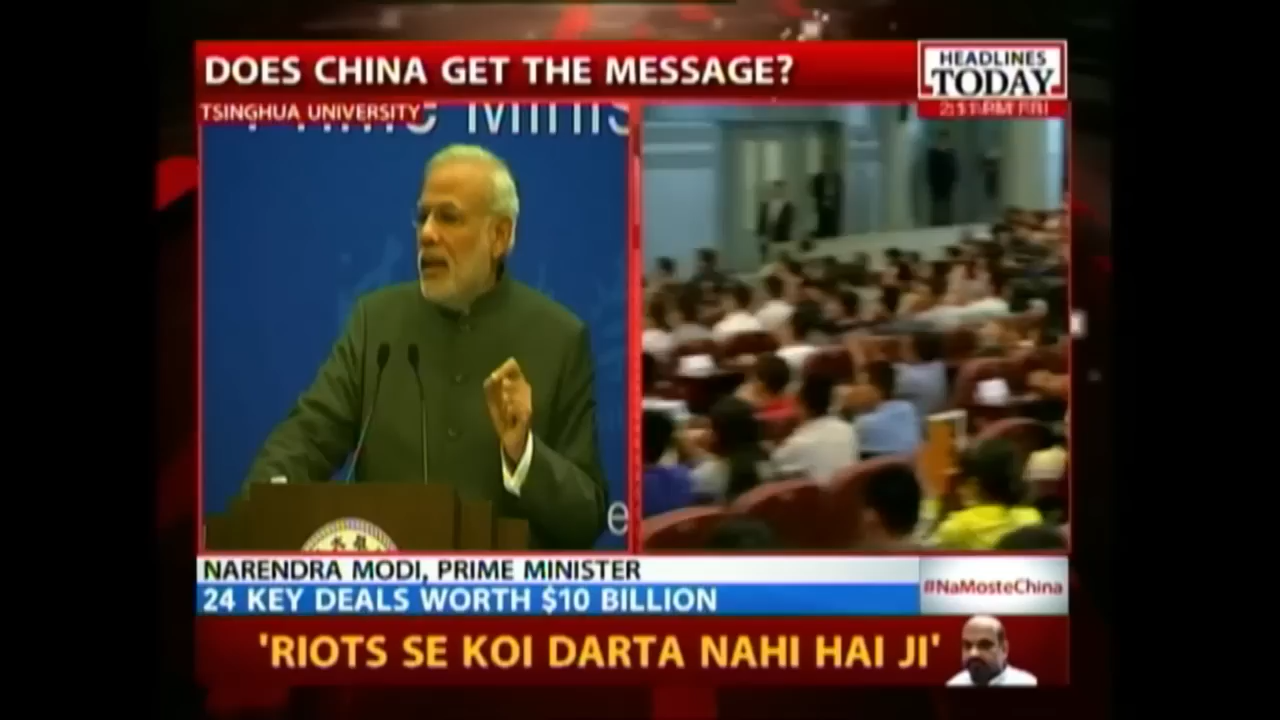 DOES CHINA GET THE MESSAGE?
HEADLINES
TODAY
TSINGHUA UNIVERSITY
NARENDRA MODI, PRIME MINISTER
24 KEY DEALS WORTH $10 BILLION
#NaMosteChina
'RIOTS SE KOI DARTA NAHI HAI JI'